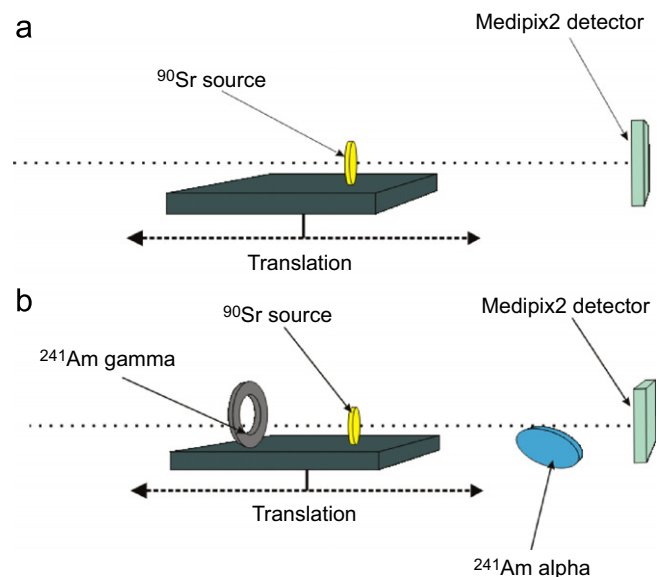 a
Medipix2 detector
⁹⁰Sr source
Translation
b
⁹⁰Sr source
Medipix2 detector
²⁴¹Am gamma
Translation
²⁴¹Am alpha